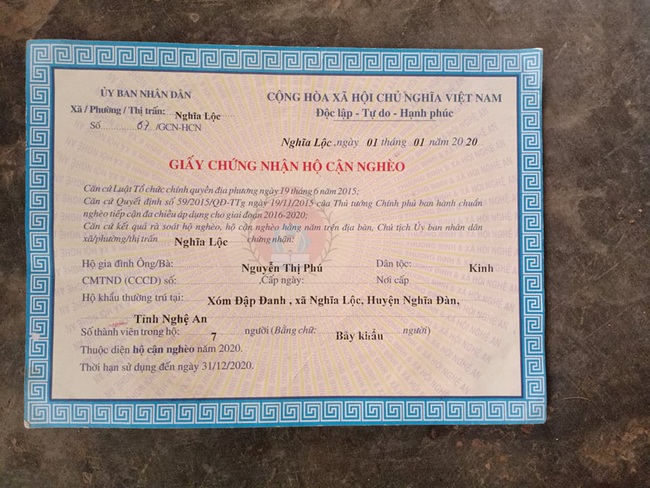 ỦY BAN NHÂN DÂN
Xã / Phường / Thị trấn: Nghĩa Lộc
Số 67 /GCN-HCN
CỘNG HÒA XÃ HỘI CHỦ NGHĨA VIỆT NAM
Độc lập - Tự do - Hạnh phúc
Nghĩa Lộc, ngày 01 tháng 01 năm 2020
GIẤY CHỨNG NHẬN HỘ CẬN NGHÈO
Căn cứ Luật Tổ chức chính quyền địa phương ngày 19 tháng 6 năm 2015;
Căn cứ Quyết định số 59/2015/QĐ-TTg ngày 19/11/2015 của Thủ tướng Chính phủ ban hành chuẩn
nghèo tiếp cận đa chiều áp dụng cho giai đoạn 2016-2020;
Căn cứ kết quả rà soát hộ nghèo, hộ cận nghèo hằng năm trên địa bàn, Chủ tịch Ủy ban nhân dân
xã/phường/thị trấn Nghĩa Lộc chứng nhận:
Hộ gia đình Ông/Bà: Nguyễn Thị Phú Dân tộc: Kinh
CMTND (CCCD) số: Cấp ngày: Nơi cấp
Hộ khẩu thường trú tại: Xóm Đập Đanh , xã Nghĩa Lộc, Huyện Nghĩa Đàn,
Tỉnh Nghệ An
Số thành viên trong hộ: 7 người (Bằng chữ: Bảy khẩu người)
Thuộc diện hộ cận nghèo năm 2020.
Thời hạn sử dụng đến ngày 31/12/2020.